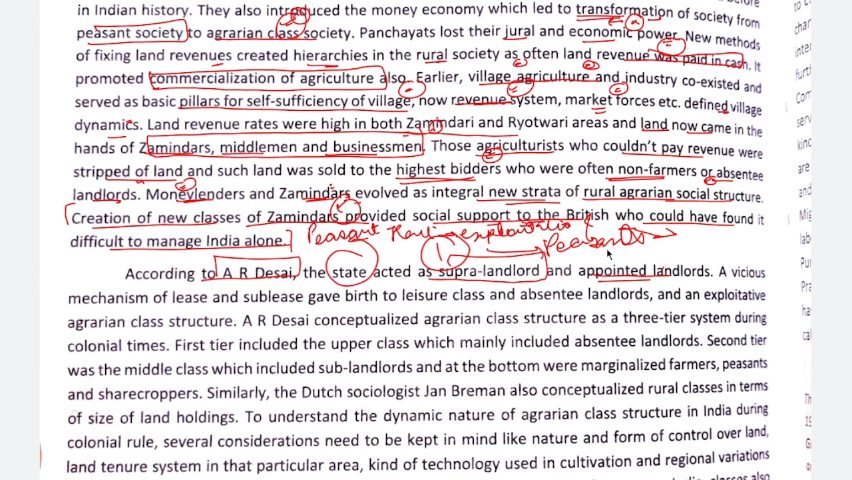 in Indian history. They also introduced the money economy which led to transformation of society from
peasant society to agrarian class society. Panchayats lost their jural and economic power. New methods
of fixing land revenues created hierarchies in the rural society as often land revenue was paid in cash. It
promoted commercialization of agriculture also. Earlier, village agriculture and industry co-existed and
served as basic pillars for self-sufficiency of village, now revenue system, market forces etc. defined village
dynamics. Land revenue rates were high in both Zamindari and Ryotwari areas and land now came in the
hands of Zamindars, middlemen and businessmen. Those agriculturists who couldn't pay revenue were
stripped of land and such land was sold to the highest bidders who were often non-farmers or absentee
landlords. Moneylenders and Zamindars evolved as integral new strata of rural agrarian social structure.
Creation of new classes of Zamindars provided social support to the British who could have found it
difficult to manage India alone. Peasant
Peasants
According to A R Desai, the state acted as supra-landlord and appointed landlords. A vicious
mechanism of lease and sublease gave birth to leisure class and absentee landlords, and an exploitative
agrarian class structure. A R Desai conceptualized agrarian class structure as a three-tier system during
colonial times. First tier included the upper class which mainly included absentee landlords. Second tier
was the middle class which included sub-landlords and at the bottom were marginalized farmers, peasants
and sharecroppers. Similarly, the Dutch sociologist Jan Breman also conceptualized rural classes in terms
of size of land holdings. To understand the dynamic nature of agrarian class structure in India during
colonial rule, several considerations need to be kept in mind like nature and form of control over land,
land tenure system in that particular area, kind of technology used in cultivation and regional variations